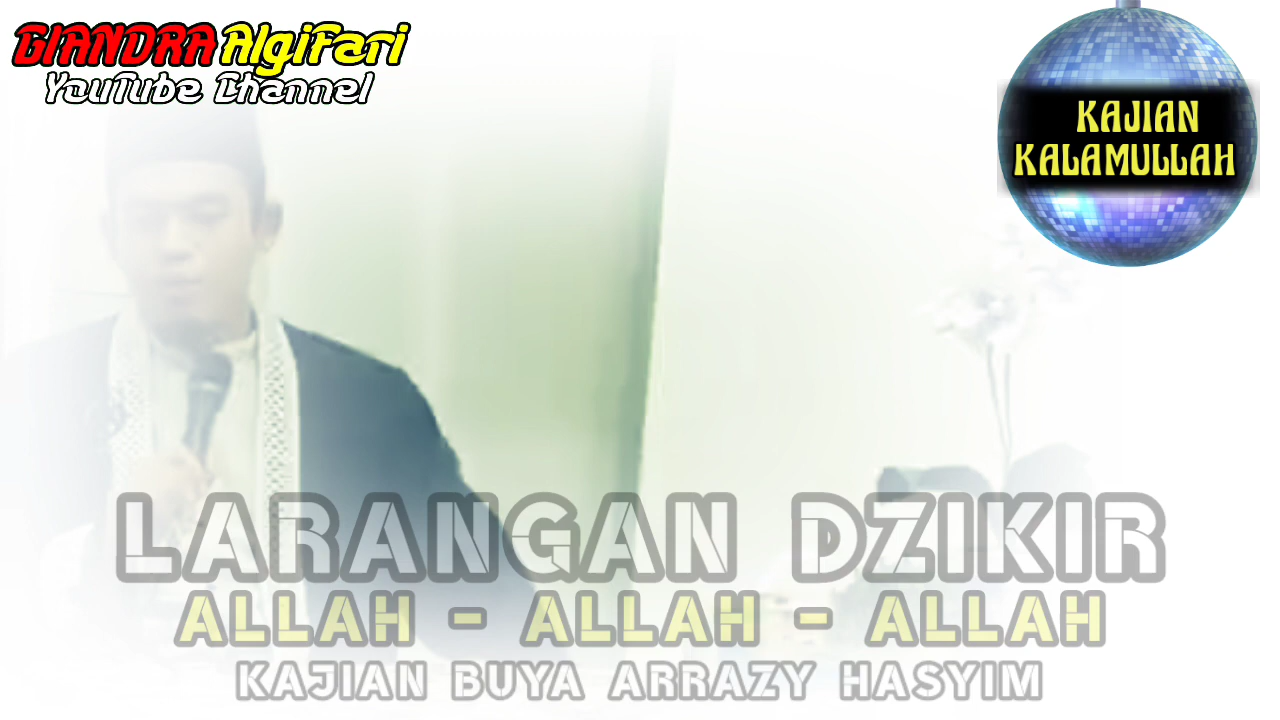 GIANDRA Algifari
YouTube Channel
KAJIAN
KALAMULLAH
LARANGAN DZIKIR
ALLAH - ALLAH - ALLAH
KAJIAN BUYA ARRAZY HASYIM